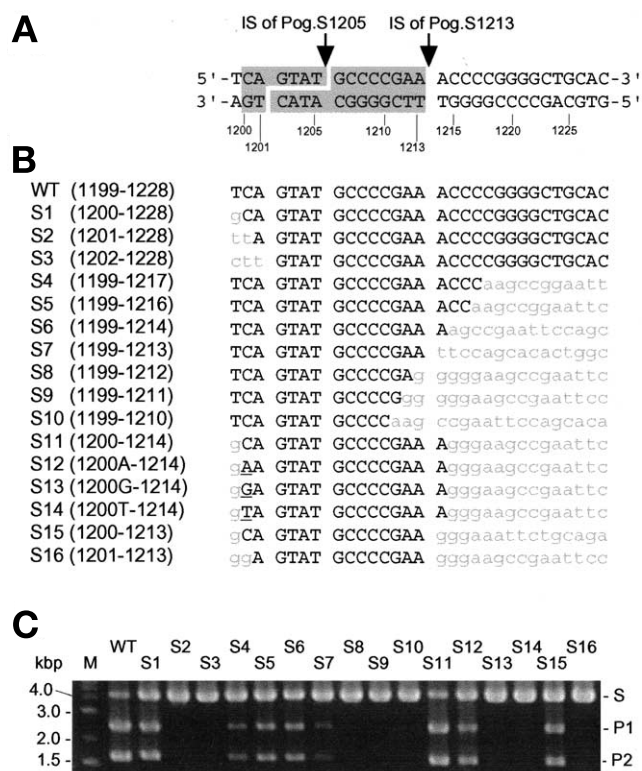 A
IS of Pog.S1205 IS of Pog.S1213
5'-TCA GTAT GCCCCGAA ACCCCGGGGCTGCAC-3'
3'-AGT CATA CGGGGCTT TGGGGCCCCGACGTG-5'
1200 1205 1210 1215 1220 1225
1201 1213
B
WT (1199-1228) TCA GTAT GCCCCGAA ACCCCGGGGCTGCAC
S1 (1200-1228) gCA GTAT GCCCCGAA ACCCCGGGGCTGCAC
S2 (1201-1228) ttA GTAT GCCCCGAA ACCCCGGGGCTGCAC
S3 (1202-1228) ctt GTAT GCCCCGAA ACCCCGGGGCTGCAC
S4 (1199-1217) TCA GTAT GCCCCGAA ACCCaagccggaatt
S5 (1199-1216) TCA GTAT GCCCCGAA ACCaagccggaattc
S6 (1199-1214) TCA GTAT GCCCCGAA Aagccgaattccagc
S7 (1199-1213) TCA GTAT GCCCCGAA ttccagcacactggc
S8 (1199-1212) TCA GTAT GCCCCGAg ggggaagccgaattc
S9 (1199-1211) TCA GTAT GCCCCGgg ggggaagccgaattc
S10 (1199-1210) TCA GTAT GCCCCaag ccgaattccagcaca
S11 (1200-1214) gCA GTAT GCCCCGAA Agggaagccgaattc
S12 (1200A-1214) gAA GTAT GCCCCGAA Agggaagccgaattc
S13 (1200G-1214) gGA GTAT GCCCCGAA Agggaagccgaattc
S14 (1200T-1214) gTA GTAT GCCCCGAA Agggaagccgaattc
S15 (1200-1213) gCA GTAT GCCCCGAA gggaaattctgcaga
S16 (1201-1213) ggA GTAT GCCCCGAA gggaagccgaattcc
C
WT S2 S4 S6 S8 S10 S12 S14 S16
kbp M S1 S3 S5 S7 S9 S11 S13 S15
4.0 - S
3.0 - P1
2.0
1.5 - P2